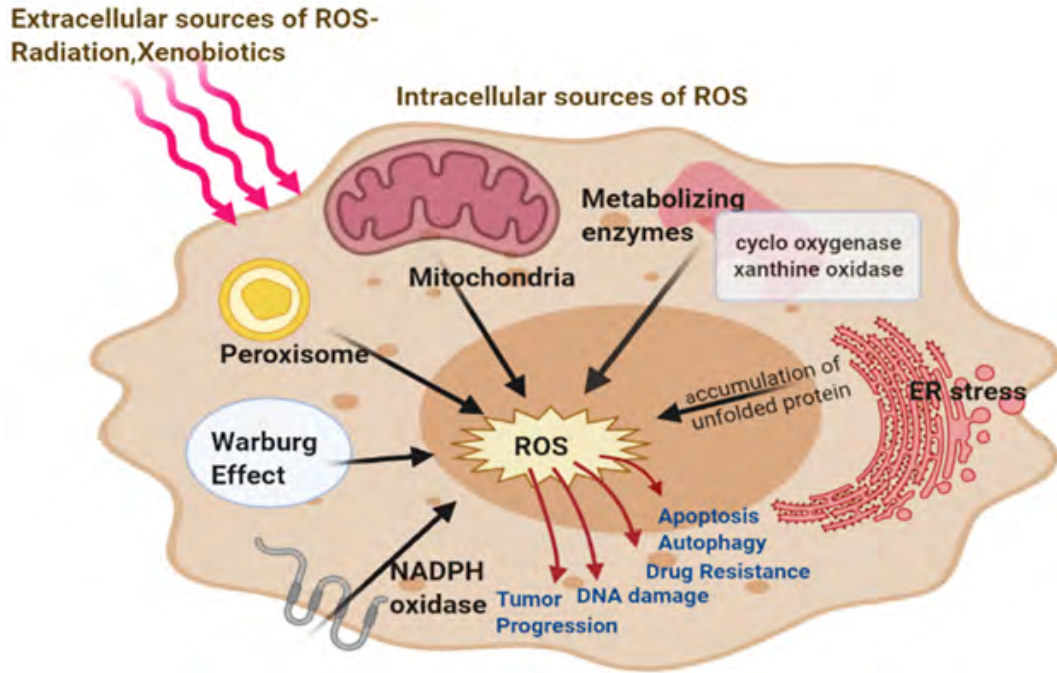 Extracellular sources of ROS-
Radiation,Xenobiotics
Intracellular sources of ROS
Metabolizing
enzymes
cyclo oxygenase
xanthine oxidase
Mitochondria
Peroxisome
accumulation of
unfolded protein
ER stress
Warburg
Effect
ROS
NADPH
oxidase
Apoptosis
Autophagy
Drug Resistance
DNA damage
Tumor
Progression